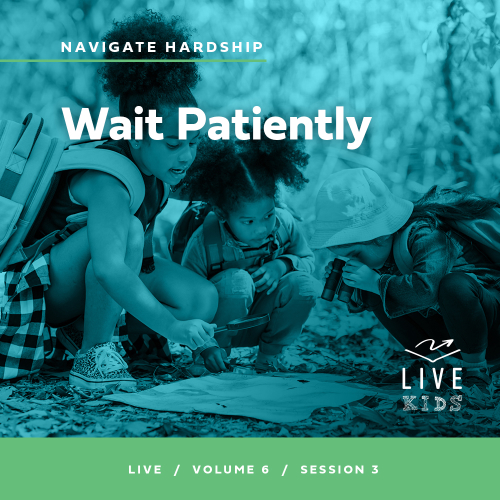 NAVIGATE HARDSHIP
Wait Patiently
LIVE
KIDS
LIVE / VOLUME 6 / SESSION 3